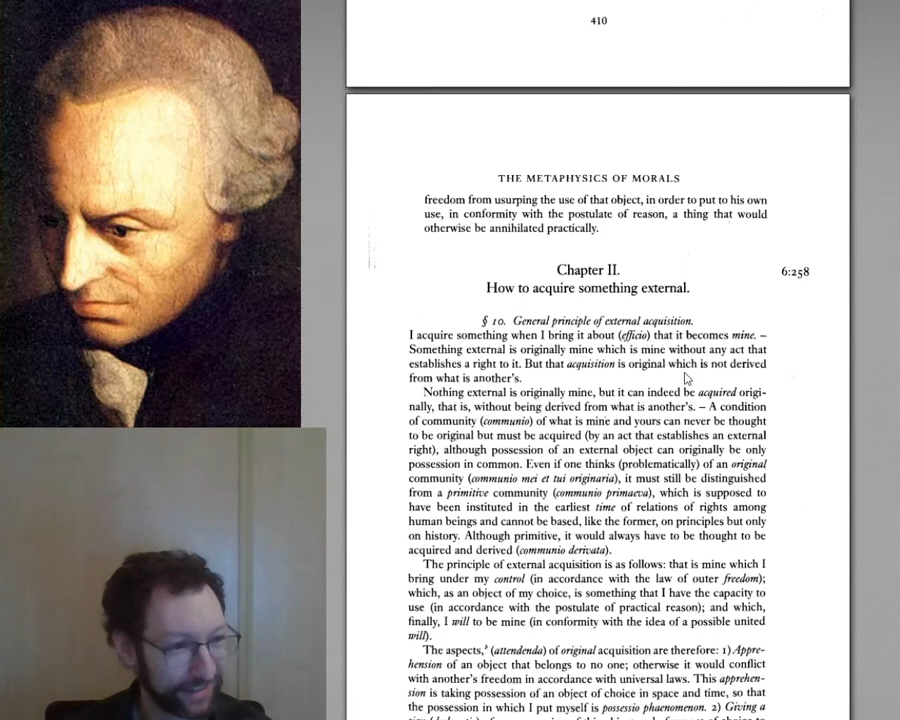 410
THE METAPHYSICS OF MORALS
freedom from usurping the use of that object, in order to put to his own
use, in conformity with the postulate of reason, a thing that would
otherwise be annihilated practically.
Chapter II.
6:258
How to acquire something external.
§ 10. General principle of external acquisition.
I acquire something when I bring it about (efficio) that it becomes mine. –
Something external is originally mine which is mine without any act that
establishes a right to it. But that acquisition is original which is not derived
from what is another's.
Nothing external is originally mine, but it can indeed be acquired origi-
nally, that is, without being derived from what is another's. – A condition
of community (communio) of what is mine and yours can never be thought
to be original but must be acquired (by an act that establishes an external
right), although possession of an external object can originally be only
possession in common. Even if one thinks (problematically) of an original
community (communio mei et tui originaria), it must still be distinguished
from a primitive community (communio primaeva), which is supposed to
have been instituted in the earliest time of relations of rights among
human beings and cannot be based, like the former, on principles but only
on history. Although primitive, it would always have to be thought to be
acquired and derived (communio derivata).
The principle of external acquisition is as follows: that is mine which I
bring under my control (in accordance with the law of outer freedom);
which, as an object of my choice, is something that I have the capacity to
use (in accordance with the postulate of practical reason); and which,
finally, I will to be mine (in conformity with the idea of a possible united
will).
The aspects,b (attendenda) of original acquisition are therefore: 1) Appre-
hension of an object that belongs to no one; otherwise it would conflict
with another's freedom in accordance with universal laws. This apprehen-
sion is taking possession of an object of choice in space and time, so that
the possession in which I put myself is possessio phaenomenon. 2) Giving a